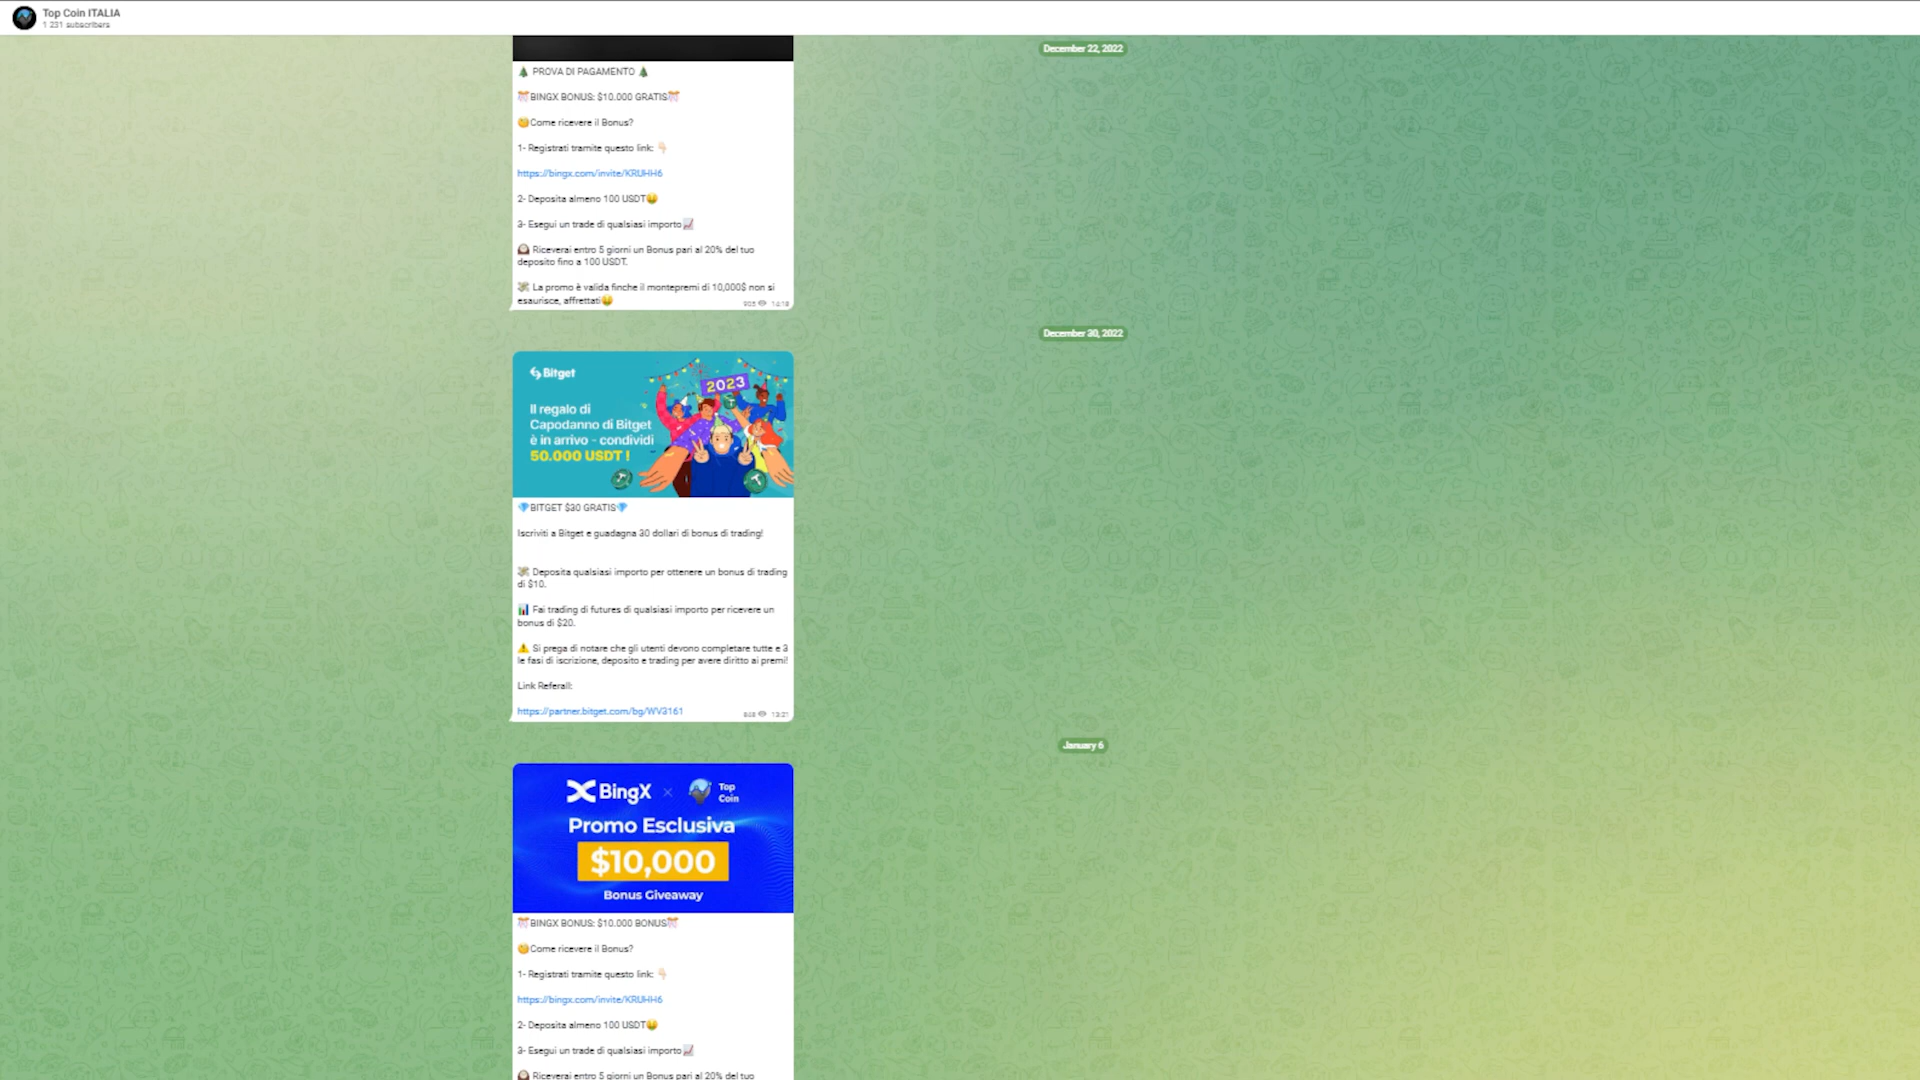 Top Coin ITALIA
1 231 subscribers
December 22, 2022
🎄 PROVA DI PAGAMENTO 🎄
🎊BINGX BONUS: $10.000 GRATIS🎊
🧐Come ricevere il Bonus?
1- Registrati tramite questo link: 👇🏻
https://bingx.com/invite/KRUHH6
2- Deposita almeno 100 USDT🤑
3- Esegui un trade di qualsiasi importo📈
🕰 Riceverai entro 5 giorni un Bonus pari al 20% del tuo
deposito fino a 100 USDT.
💸 La promo è valida finche il montepremi di 10,000$ non si
esaurisce, affrettati🤑
905 14:18
December 30, 2022
Bitget
2023
Il regalo di
Capodanno di Bitget
è in arrivo - condividi
50.000 USDT !
💎BITGET $30 GRATIS💎
Iscriviti a Bitget e guadagna 30 dollari di bonus di trading!
💸 Deposita qualsiasi importo per ottenere un bonus di trading
di $10.
📊 Fai trading di futures di qualsiasi importo per ricevere un
bonus di $20.
⚠️ Si prega di notare che gli utenti devono completare tutte e 3
le fasi di iscrizione, deposito e trading per avere diritto ai premi!
Link Referall:
https://partner.bitget.com/bg/WV3161
848 13:21
January 6
BingX × Top
Coin
Promo Esclusiva
$10,000
Bonus Giveaway
🎊BINGX BONUS: $10.000 BONUS🎊
🧐Come ricevere il Bonus?
1- Registrati tramite questo link: 👇🏻
https://bingx.com/invite/KRUHH6
2- Deposita almeno 100 USDT🤑
3- Esegui un trade di qualsiasi importo📈
🕰 Riceverai entro 5 giorni un Bonus pari al 20% del tuo